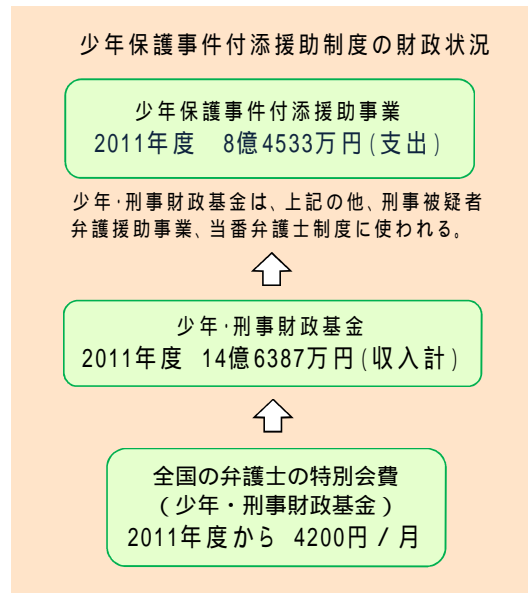 少年保護事件付添援助制度の財政状況
少年保護事件付添援助事業
2011年度　8億4533万円(支出)
少年・刑事財政基金は、上記の他、刑事被疑者
弁護援助事業、当番弁護士制度に使われる。
少年・刑事財政基金
2011年度 14億6387万円(収入計)
全国の弁護士の特別会費
(少年・刑事財政基金)
2011年度から 4200円/月